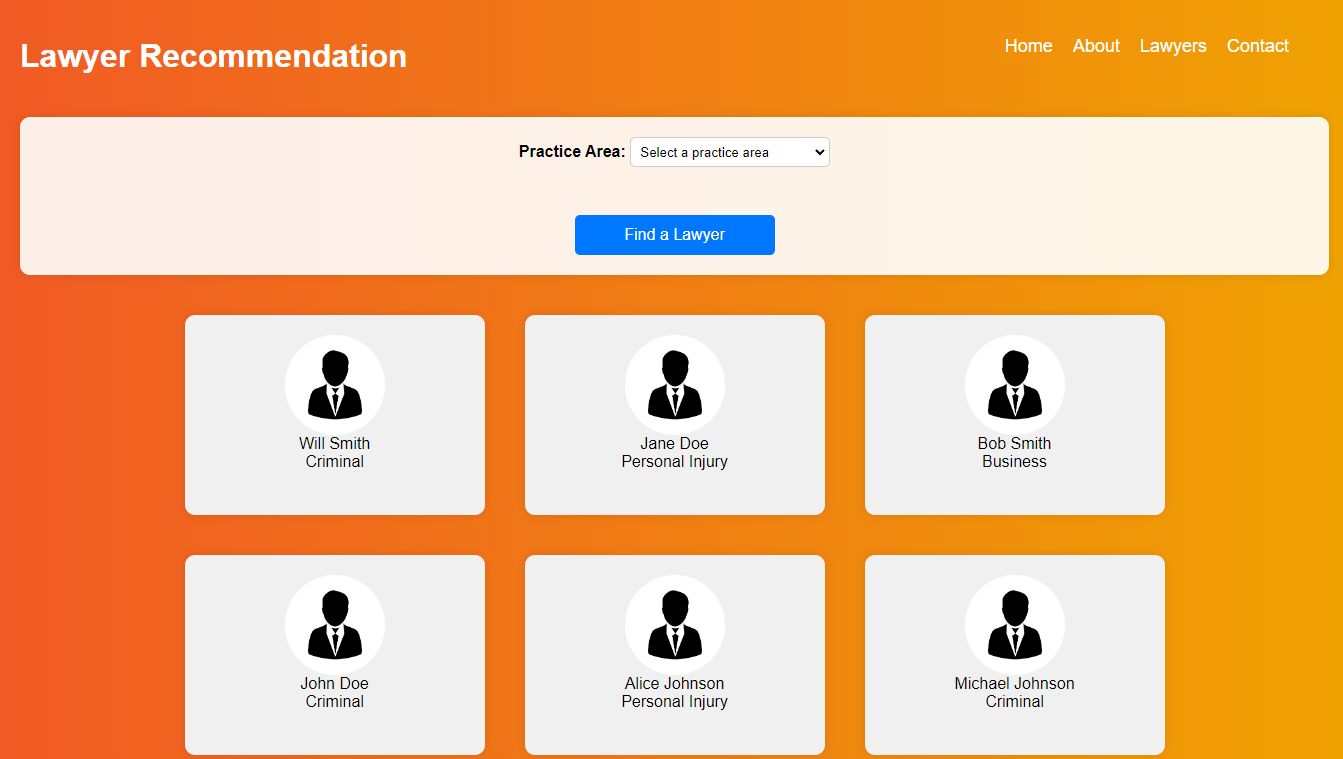 Lawyer Recommendation
Home About Lawyers Contact
Practice Area: Select a practice area
Find a Lawyer
Will Smith
Criminal
Jane Doe
Personal Injury
Bob Smith
Business
John Doe
Criminal
Alice Johnson
Personal Injury
Michael Johnson
Criminal